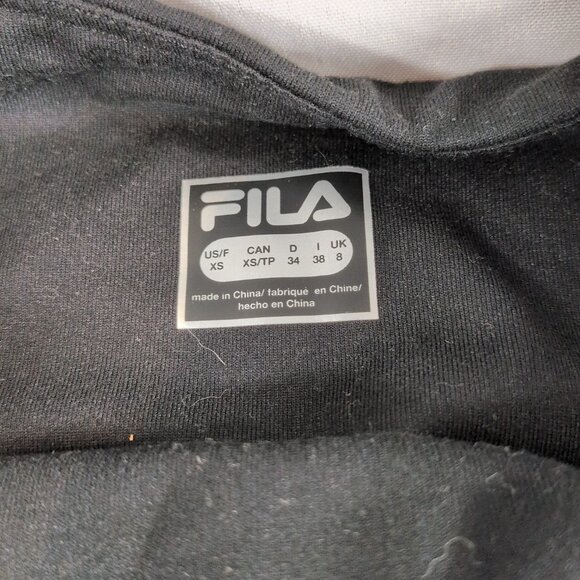 FILA
US/F CAN D I UK
XS XS/TP 34 38 8
made in China/ fabriqué en Chine/
hecho en China